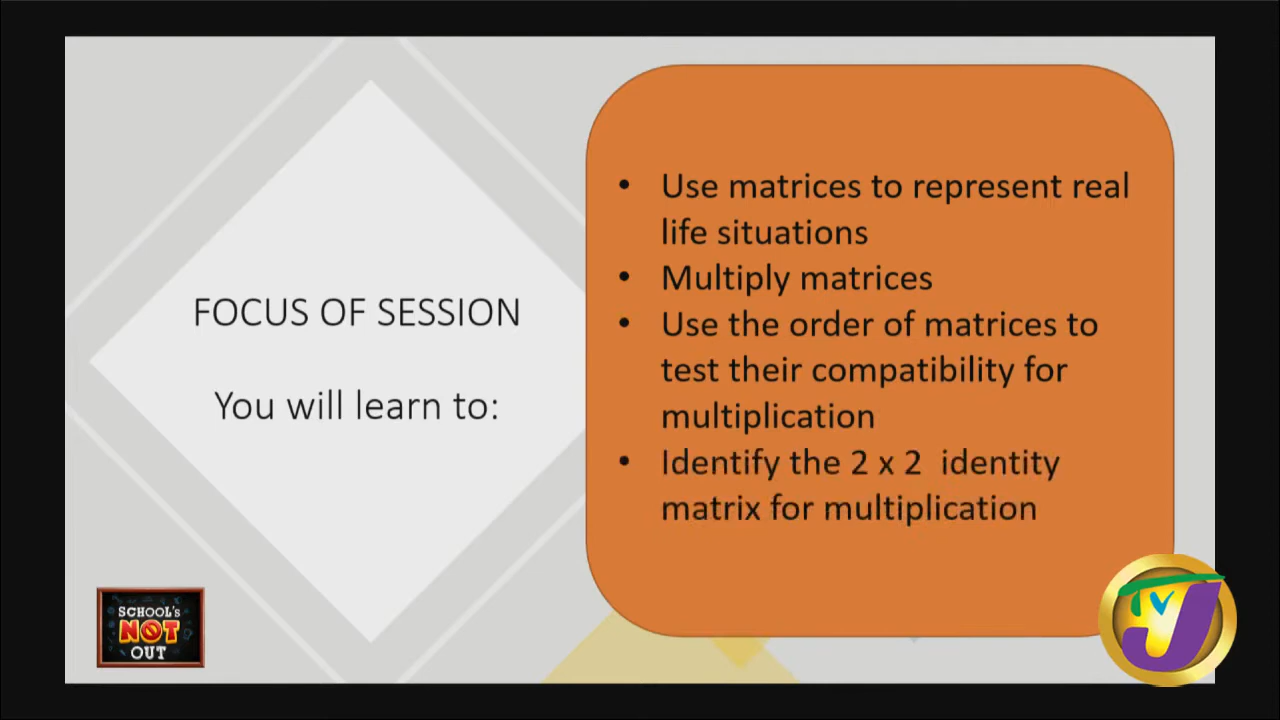 FOCUS OF SESSION
You will learn to:
• Use matrices to represent real
life situations
• Multiply matrices
• Use the order of matrices to
test their compatibility for
multiplication
• Identify the 2 x 2 identity
matrix for multiplication
SCHOOL's
NOT
OUT
TVJ